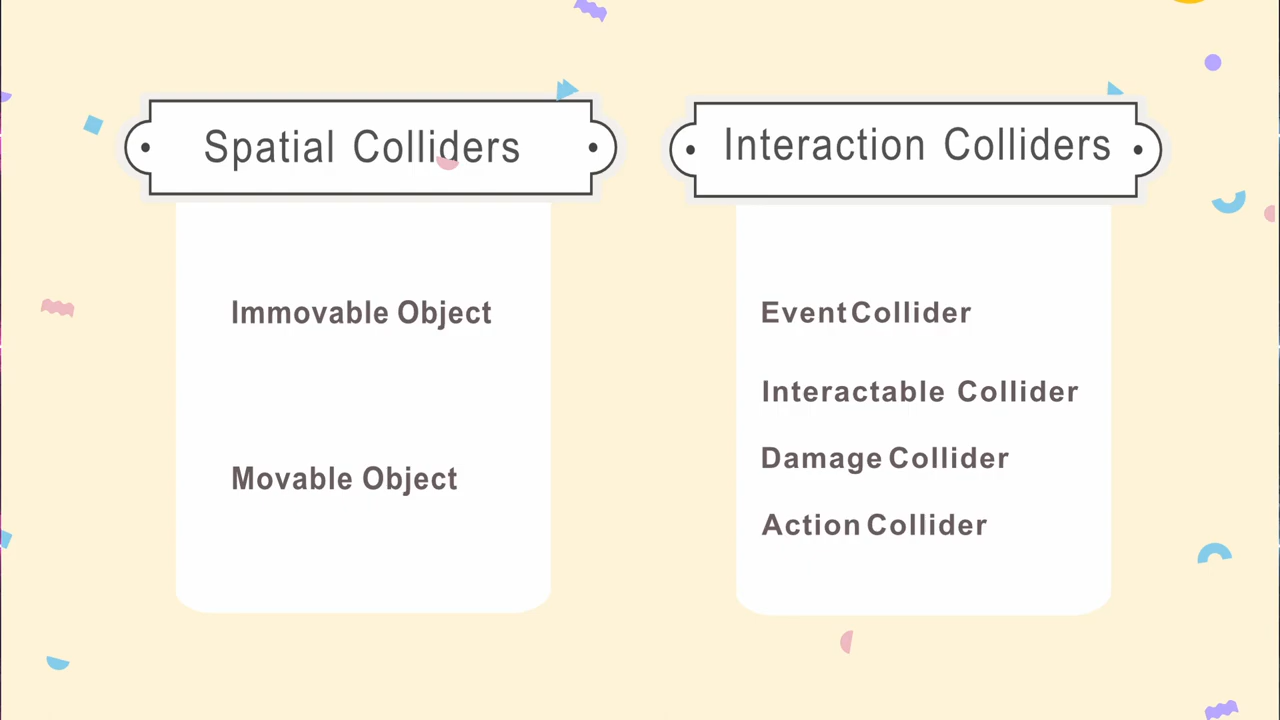 Spatial Colliders
Immovable Object
Movable Object
Interaction Colliders
Event Collider
Interactable Collider
Damage Collider
Action Collider